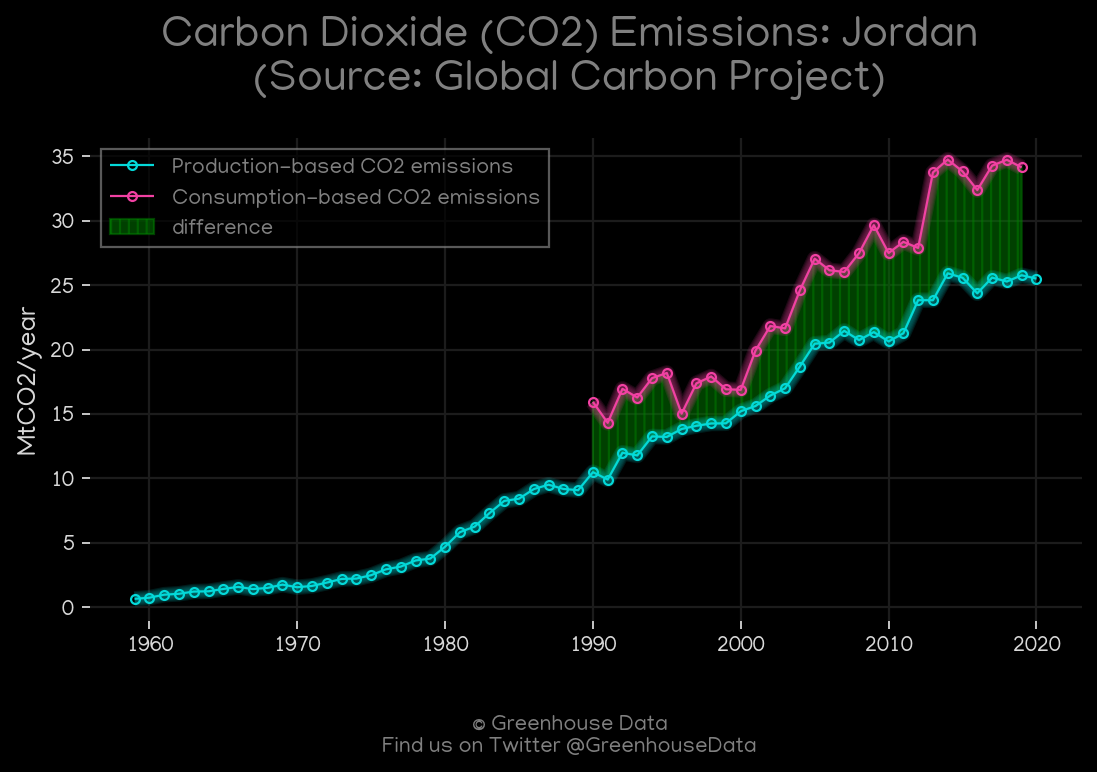 Carbon Dioxide (CO2) Emissions: Jordan
(Source: Global Carbon Project)
35
30
25
20
15
10
5
0
MtCO2/year
Production-based CO2 emissions
Consumption-based CO2 emissions
difference
1960 1970 1980 1990 2000 2010 2020
© Greenhouse Data
Find us on Twitter @GreenhouseData